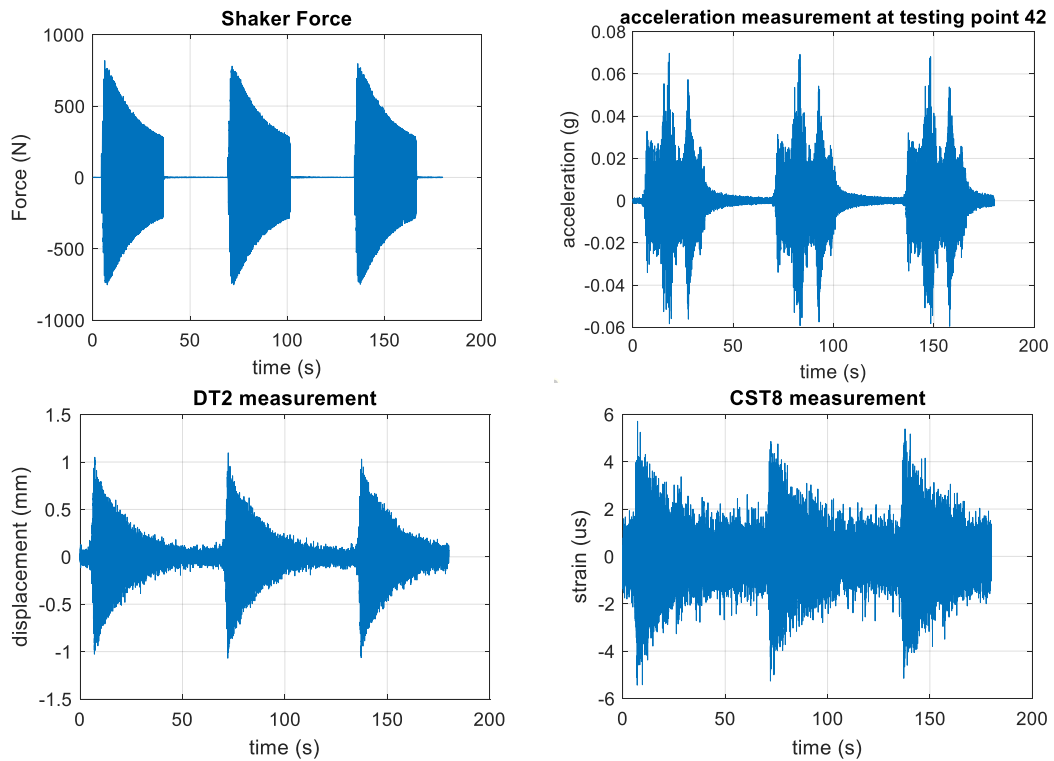 Shaker Force
1000
500
0
-500
-1000
Force (N)
0 50 100 150 200
time (s)
acceleration measurement at testing point 42
0.08
0.06
0.04
0.02
0
-0.02
-0.04
-0.06
acceleration (g)
0 50 100 150 200
time (s)
DT2 measurement
1.5
1
0.5
0
-0.5
-1
-1.5
displacement (mm)
0 50 100 150 200
time (s)
CST8 measurement
6
4
2
0
-2
-4
-6
strain (us)
0 50 100 150 200
time (s)